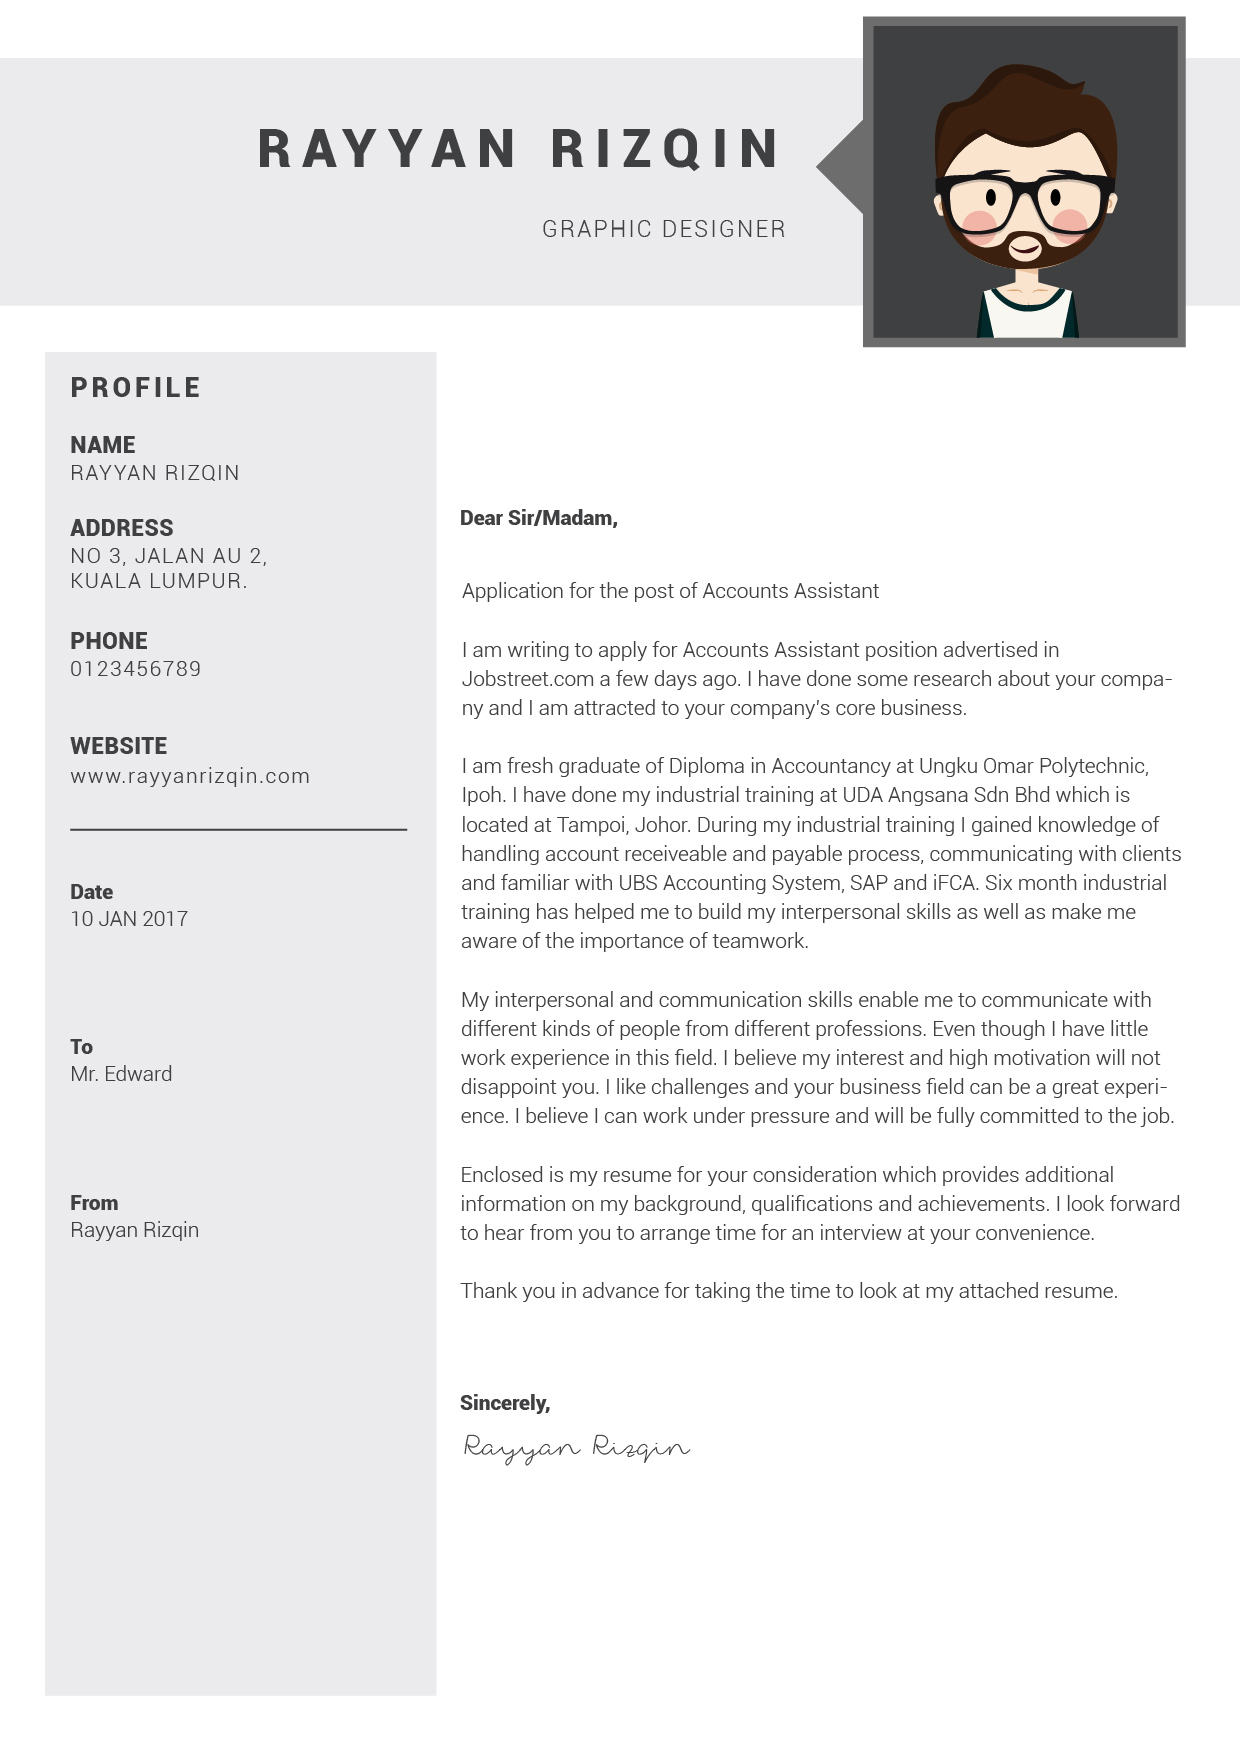 RAYYAN RIZQIN
GRAPHIC DESIGNER
PROFILE
NAME
RAYYAN RIZQIN
ADDRESS
NO 3, JALAN AU 2,
KUALA LUMPUR.
PHONE
0123456789
WEBSITE
www.rayyanrizqin.com
Date
10 JAN 2017
To
Mr. Edward
From
Rayyan Rizqin
Dear Sir/Madam,
Application for the post of Accounts Assistant
I am writing to apply for Accounts Assistant position advertised in
Jobstreet.com a few days ago. I have done some research about your compa-
ny and I am attracted to your company's core business.
I am fresh graduate of Diploma in Accountancy at Ungku Omar Polytechnic,
Ipoh. I have done my industrial training at UDA Angsana Sdn Bhd which is
located at Tampoi, Johor. During my industrial training I gained knowledge of
handling account receiveable and payable process, communicating with clients
and familiar with UBS Accounting System, SAP and iFCA. Six month industrial
training has helped me to build my interpersonal skills as well as make me
aware of the importance of teamwork.
My interpersonal and communication skills enable me to communicate with
different kinds of people from different professions. Even though I have little
work experience in this field. I believe my interest and high motivation will not
disappoint you. I like challenges and your business field can be a great experi-
ence. I believe I can work under pressure and will be fully committed to the job.
Enclosed is my resume for your consideration which provides additional
information on my background, qualifications and achievements. I look forward
to hear from you to arrange time for an interview at your convenience.
Thank you in advance for taking the time to look at my attached resume.
Sincerely,
Rayyan Rizqin